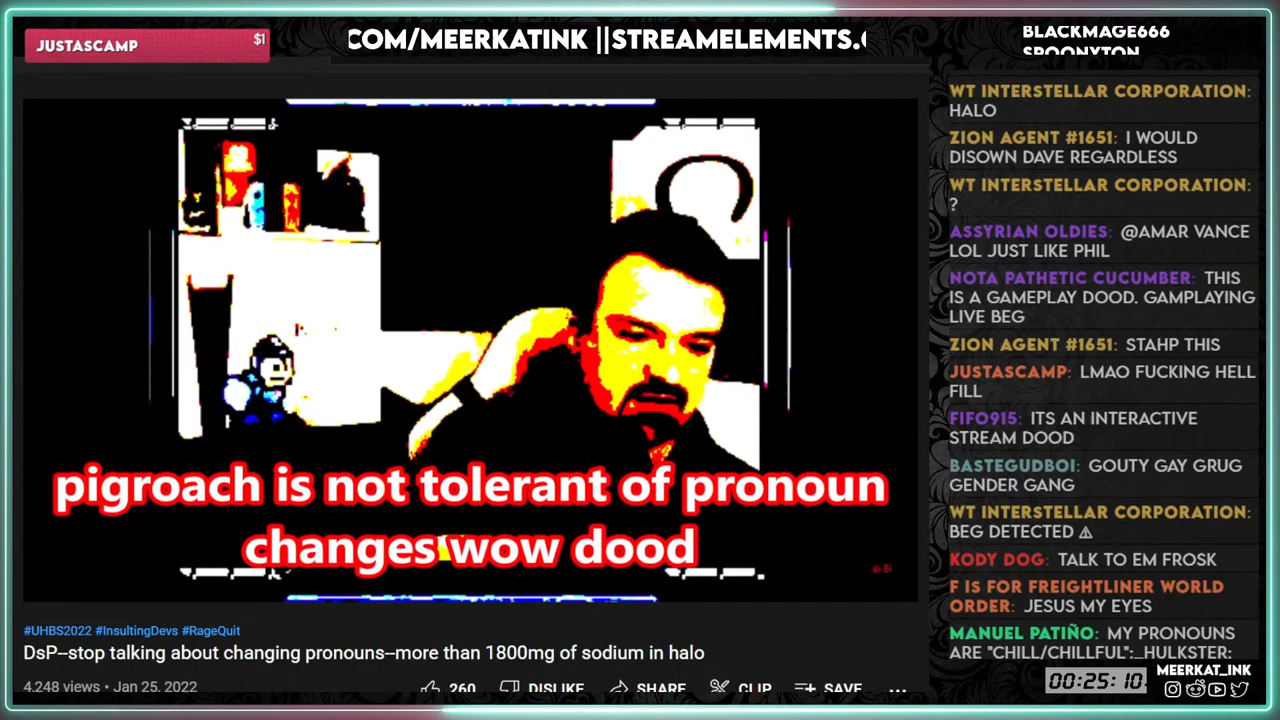 JUSTASCAMP
$1
COM/MEERKATINK ||STREAMELEMENTS.
BLACKMAGE666
SPOONYTON
WT INTERSTELLAR CORPORATION:
HALO
ZION AGENT #1651: I WOULD
DISOWN DAVE REGARDLESS
WT INTERSTELLAR CORPORATION:
?
ASSYRIAN OLDIES: @AMAR VANCE
LOL JUST LIKE PHIL
NOTA PATHETIC CUCUMBER: THIS
IS A GAMEPLAY DOOD. GAMPLAYING
LIVE BEG
ZION AGENT #1651: STAHP THIS
JUSTASCAMP: LMAO FUCKING HELL
FILL
FIFO915: ITS AN INTERACTIVE
STREAM DOOD
BASTEGUDBOI: GOUTY GAY GRUG
GENDER GANG
WT INTERSTELLAR CORPORATION:
BEG DETECTED ⚠
KODY DOG: TALK TO EM FROSK
F IS FOR FREIGHTLINER WORLD
ORDER: JESUS MY EYES
MANUEL PATIÑO: MY PRONOUNS
ARE "CHILL/CHILLFUL":_HULKSTER:
pigroach is not tolerant of pronoun
changes wow dood
#UHBS2022 #InsultingDevs #RageQuit
DsP--stop talking about changing pronouns--more than 1800mg of sodium in halo
4,248 views • Jan 25, 2022
260
DISLIKE
SHARE
CLIP
SAVE
...
00:25:10
MEERKAT_INK